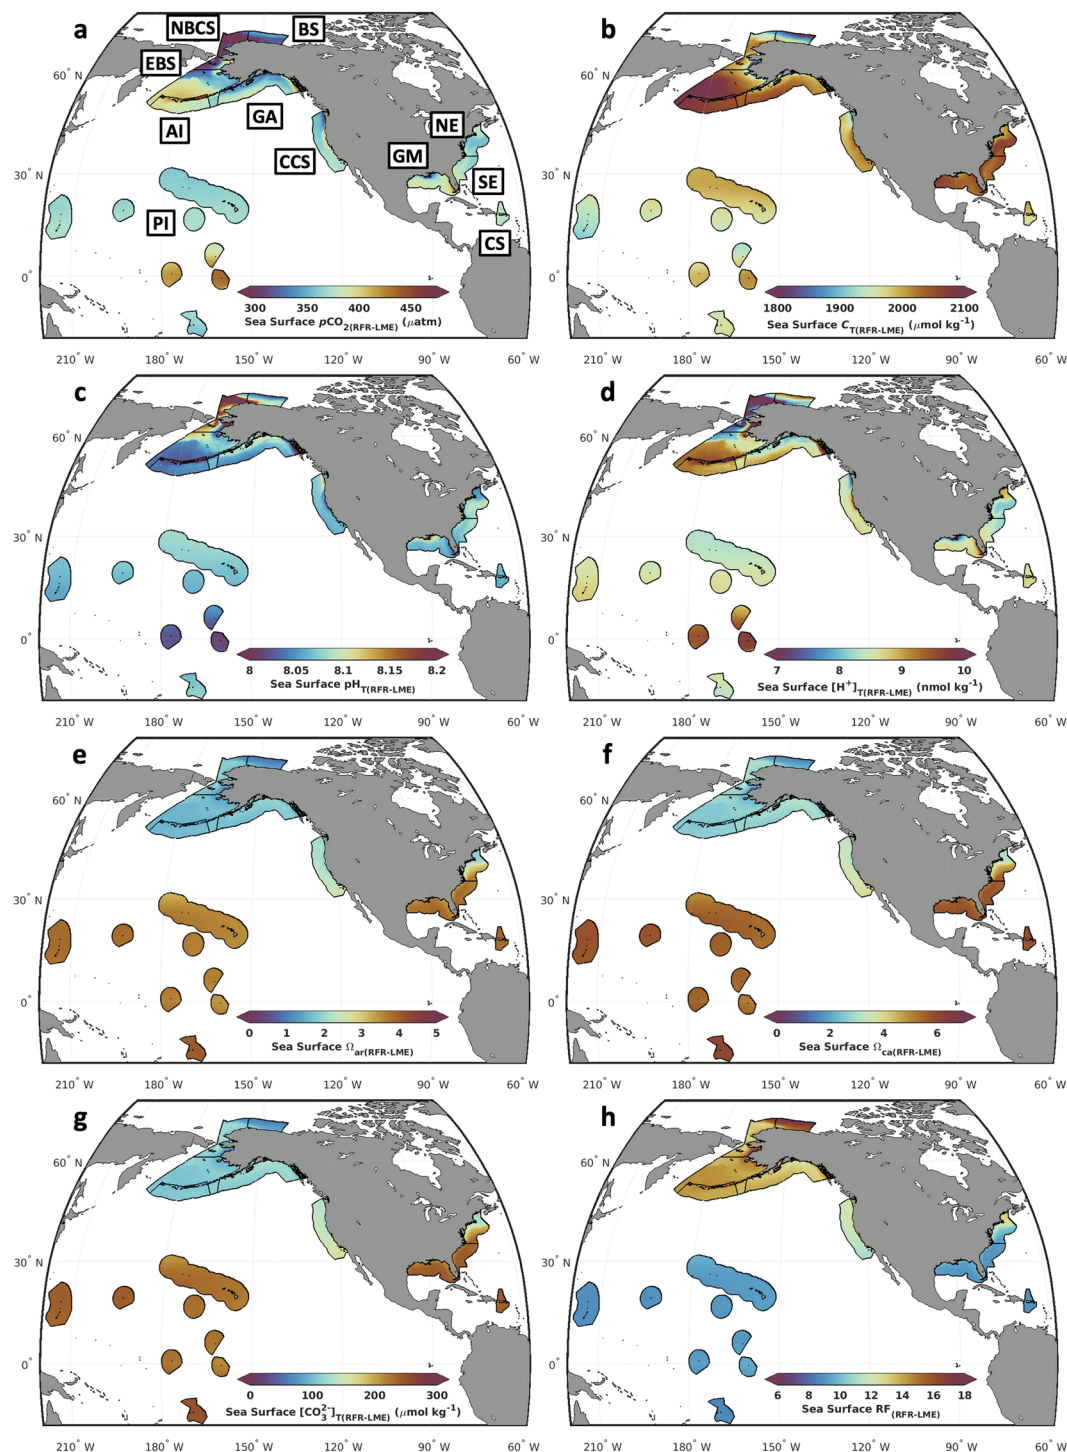 a
NBCS
BS
EBS
60° N
AI
GA
NE
CCS
GM
30° N
SE
PI
CS
0°
300 350 400 450
Sea Surface pCO2(RFR-LME) (μatm)
210° W 180° W 150° W 120° W 90° W 60° W
b
60° N
30° N
0°
1800 1900 2000 2100
Sea Surface CT(RFR-LME) (μmol kg-1)
210° W 180° W 150° W 120° W 90° W 60° W
c
60° N
30° N
0°
8 8.05 8.1 8.15 8.2
Sea Surface pHT(RFR-LME)
210° W 180° W 150° W 120° W 90° W 60° W
d
60° N
30° N
0°
7 8 9 10
Sea Surface [H+]T(RFR-LME) (nmol kg-1)
210° W 180° W 150° W 120° W 90° W 60° W
e
60° N
30° N
0°
0 1 2 3 4 5
Sea Surface Ωar(RFR-LME)
210° W 180° W 150° W 120° W 90° W 60° W
f
60° N
30° N
0°
0 2 4 6
Sea Surface Ωca(RFR-LME)
210° W 180° W 150° W 120° W 90° W 60° W
g
60° N
30° N
0°
0 100 200 300
Sea Surface [CO3 2-]T(RFR-LME) (μmol kg-1)
210° W 180° W 150° W 120° W 90° W 60° W
h
60° N
30° N
0°
6 8 10 12 14 16 18
Sea Surface RF(RFR-LME)
210° W 180° W 150° W 120° W 90° W 60° W